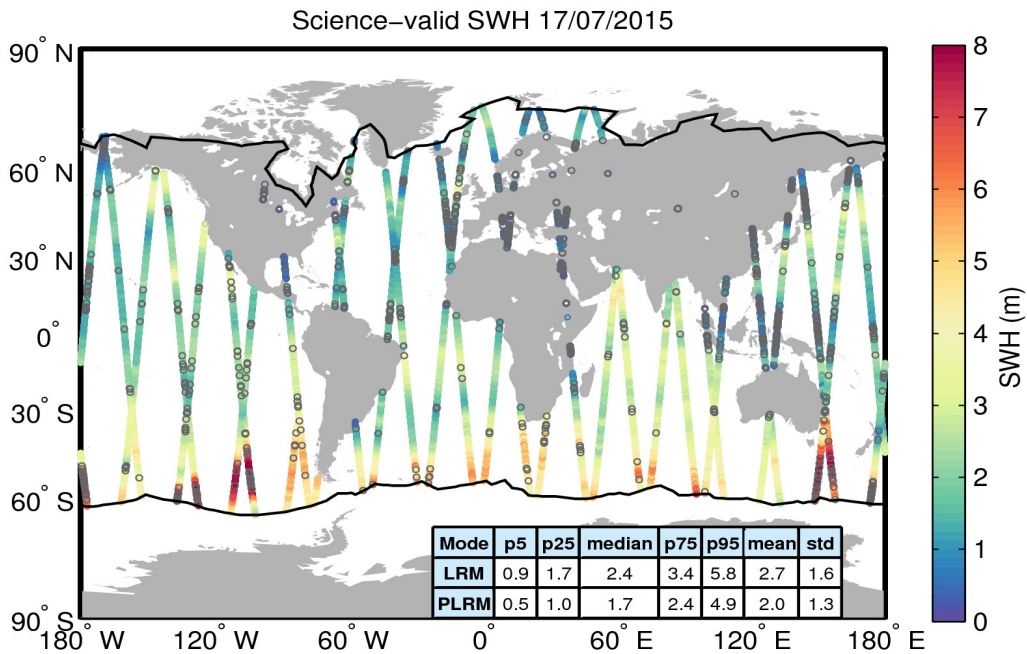 Science−valid SWH 17/07/2015
90° N
60° N
30° N
0°
30° S
60° S
90° S
180° W 120° W 60° W 0° 60° E 120° E 180° E
Mode p5 p25 median p75 p95 mean std
LRM 0.9 1.7 2.4 3.4 5.8 2.7 1.6
PLRM 0.5 1.0 1.7 2.4 4.9 2.0 1.3
8
7
6
5
4
3
2
1
0
SWH (m)